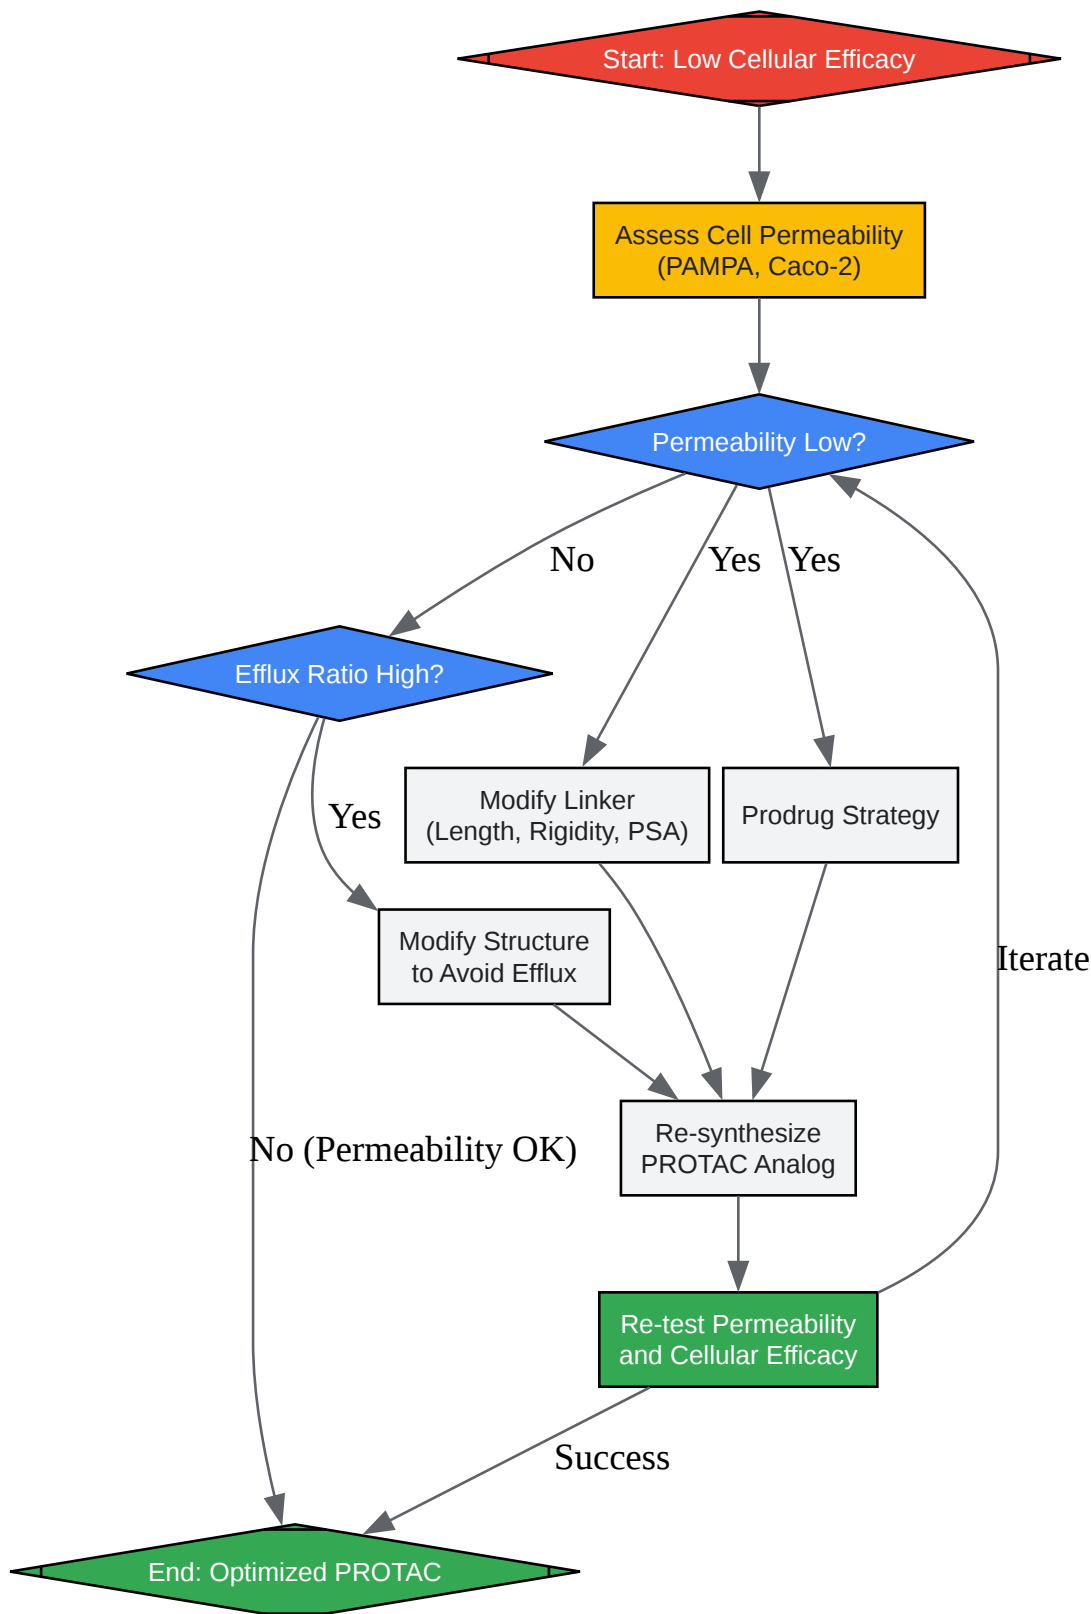 Start: Low Cellular Efficacy
Assess Cell Permeability
(PAMPA, Caco-2)
Permeability Low?
No
Yes
Yes
Efflux Ratio High?
Modify Linker
(Length, Rigidity, PSA)
Prodrug Strategy
Yes
Modify Structure
to Avoid Efflux
Iterate
No (Permeability OK)
Re-synthesize
PROTAC Analog
Re-test Permeability
and Cellular Efficacy
Success
End: Optimized PROTAC